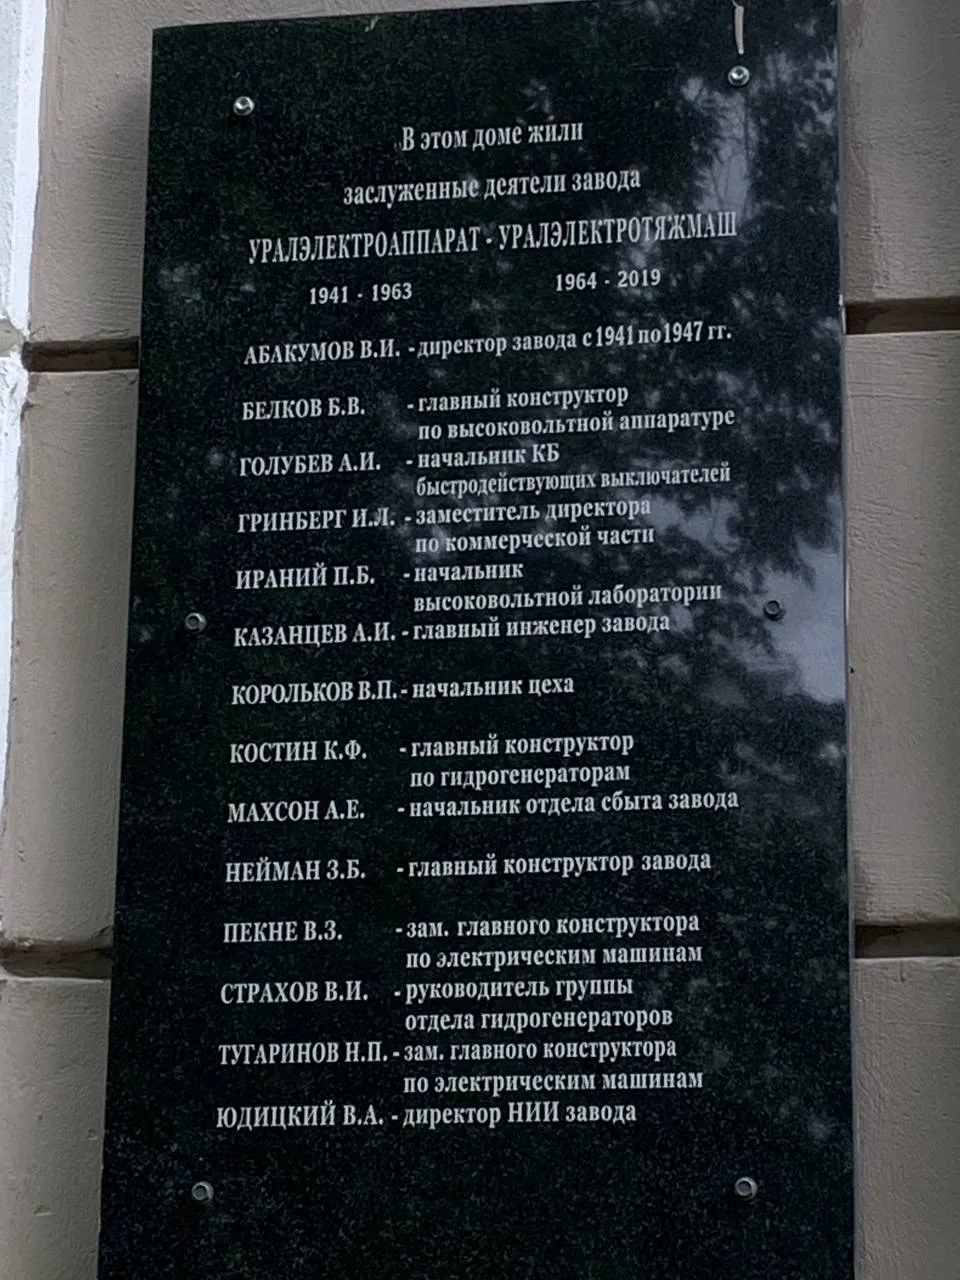 В этом доме жили
заслуженные деятели завода
УРАЛЭЛЕКТРОАППАРАТ - УРАЛЭЛЕКТРОТЯЖМАШ
1941 - 1963 1964 - 2019
АБАКУМОВ В.И. - директор завода с 1941 по 1947 гг.
БЕЛКОВ Б.В. - главный конструктор
по высоковольтной аппаратуре
ГОЛУБЕВ А.И. - начальник КБ
быстродействующих выключателей
ГРИНБЕРГ И.Л. - заместитель директора
по коммерческой части
ИРАНИЙ П.Б. - начальник
высоковольтной лаборатории
КАЗАНЦЕВ А.И. - главный инженер завода
КОРОЛЬКОВ В.П. - начальник цеха
КОСТИН К.Ф. - главный конструктор
по гидрогенераторам
МАХСОН А.Е. - начальник отдела сбыта завода
НЕЙМАН З.Б. - главный конструктор завода
ПЕКНЕ В.З. - зам. главного конструктора
по электрическим машинам
СТРАХОВ В.И. - руководитель группы
отдела гидрогенераторов
ТУГАРИНОВ Н.П. - зам. главного конструктора
по электрическим машинам
ЮДИЦКИЙ В.А. - директор НИИ завода